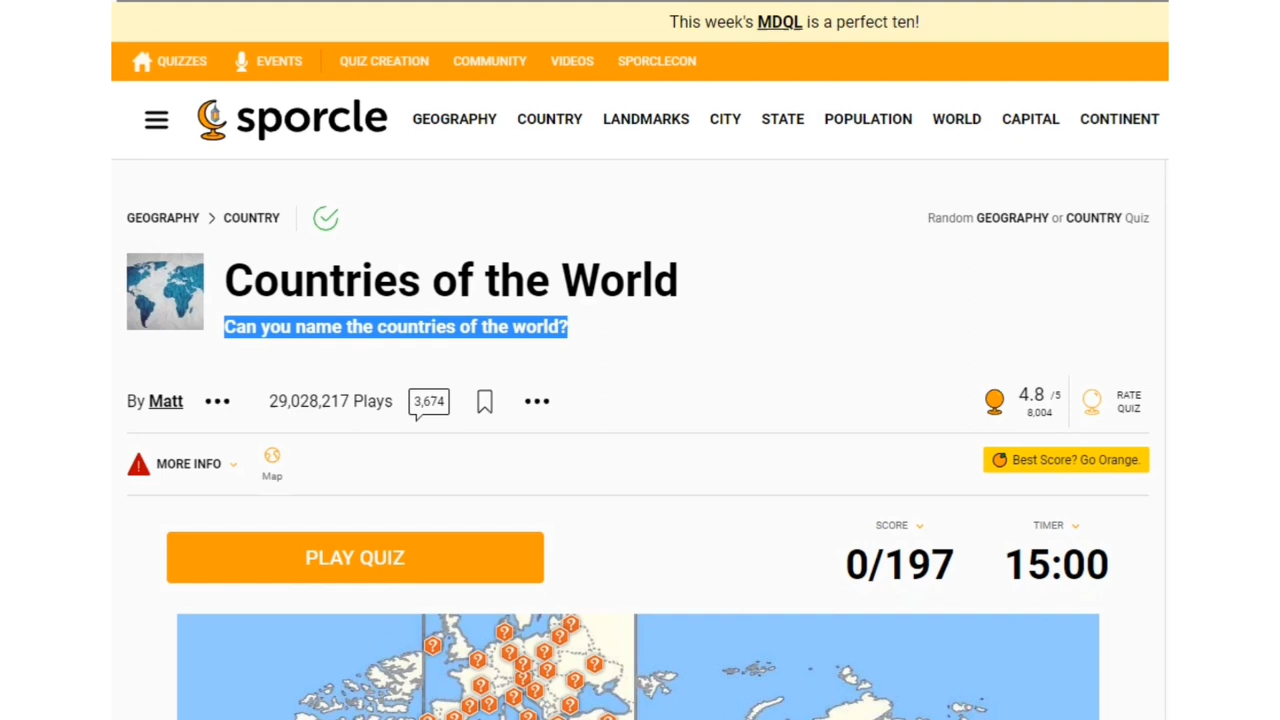 This week's MDQL is a perfect ten!
QUIZZES EVENTS QUIZ CREATION COMMUNITY VIDEOS SPORCLECON
sporcle GEOGRAPHY COUNTRY LANDMARKS CITY STATE POPULATION WORLD CAPITAL CONTINENT
GEOGRAPHY > COUNTRY Random GEOGRAPHY or COUNTRY Quiz
Countries of the World
Can you name the countries of the world?
By Matt ••• 29,028,217 Plays 3,674 ••• 4.8 /5 8,004 RATE QUIZ
MORE INFO Map Best Score? Go Orange.
SCORE TIMER
PLAY QUIZ 0/197 15:00